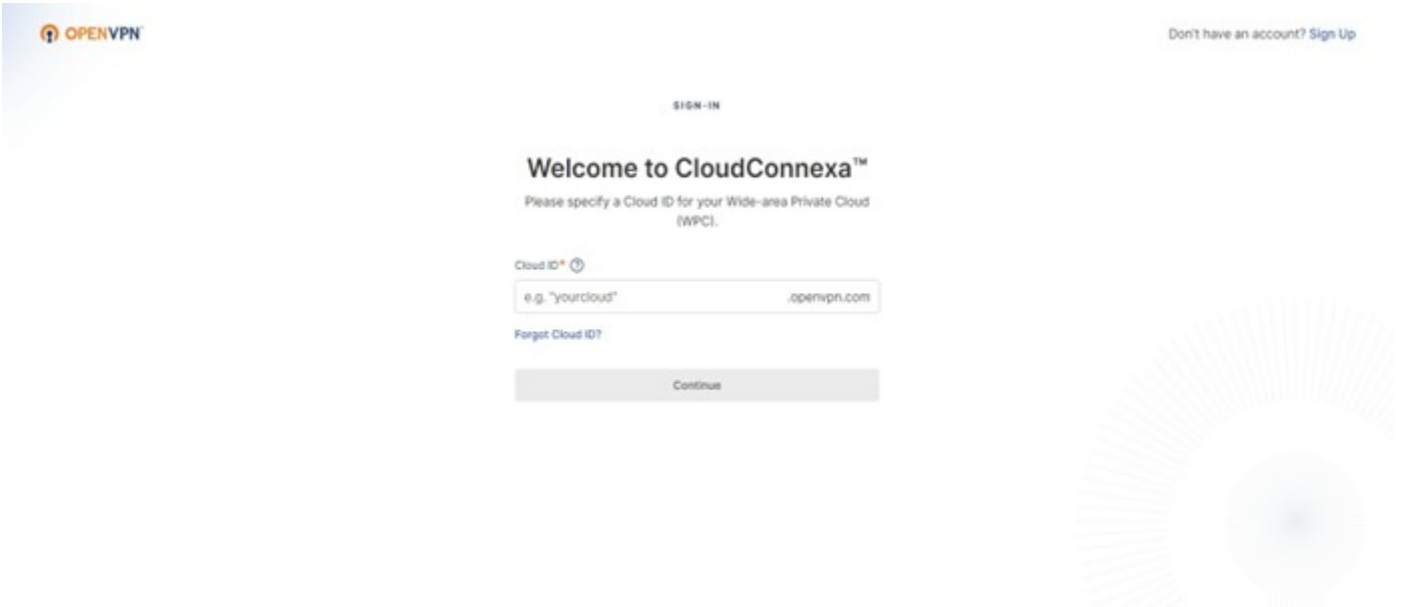 OPENVPN
Don't have an account? Sign Up
SIGN-IN
Welcome to CloudConnexa™
Please specify a Cloud ID for your Wide-area Private Cloud
(WPC).
Cloud ID*
e.g. "yourcloud" .openvpn.com
Forgot Cloud ID?
Continue